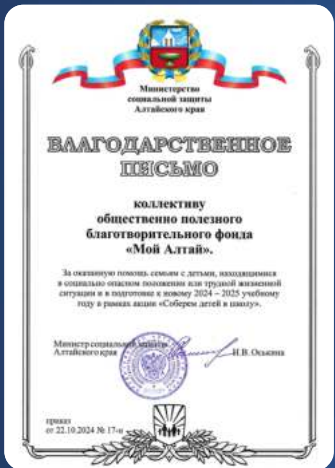 Министерство
социальной защиты
Алтайского края
БЛАГОДАРСТВЕННОЕ
ПИСЬМО
коллективу
общественно полезного
благотворительного фонда
«Мой Алтай».
За оказанную помощь семьям с детьми, находящимися
в социально опасном положении или трудной жизненной
ситуации и в подготовке к новому 2024 – 2025 учебному
году в рамках акции «Соберем детей в школу».
Министр социальной защиты
Алтайского края И.В. Оськина
приказ
от 22.10.2024 № 17-п